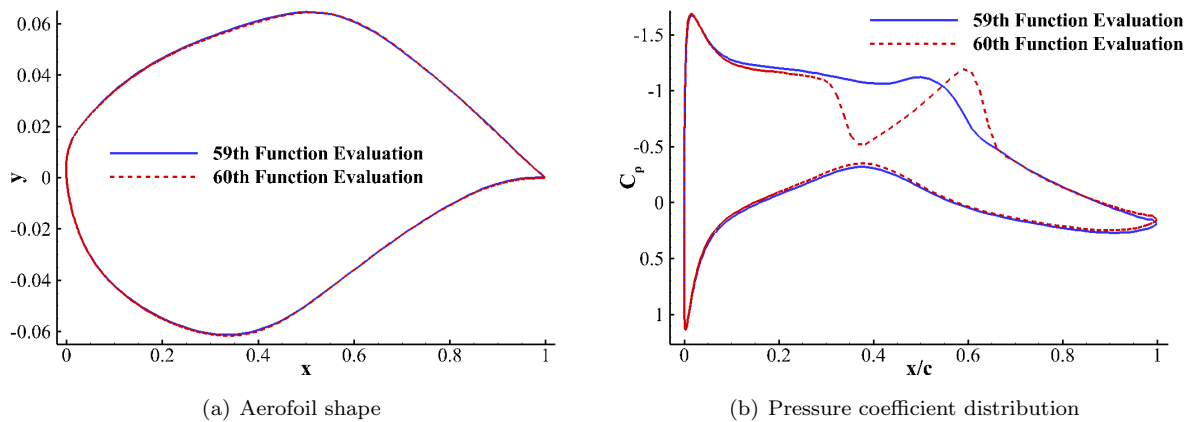 y
0.06
0.04
0.02
0
-0.02
-0.04
-0.06
59th Function Evaluation
60th Function Evaluation
0 0.2 0.4 0.6 0.8 1
x
(a) Aerofoil shape
Cp
-1.5
-1
-0.5
0
0.5
1
59th Function Evaluation
60th Function Evaluation
0 0.2 0.4 0.6 0.8 1
x/c
(b) Pressure coefficient distribution